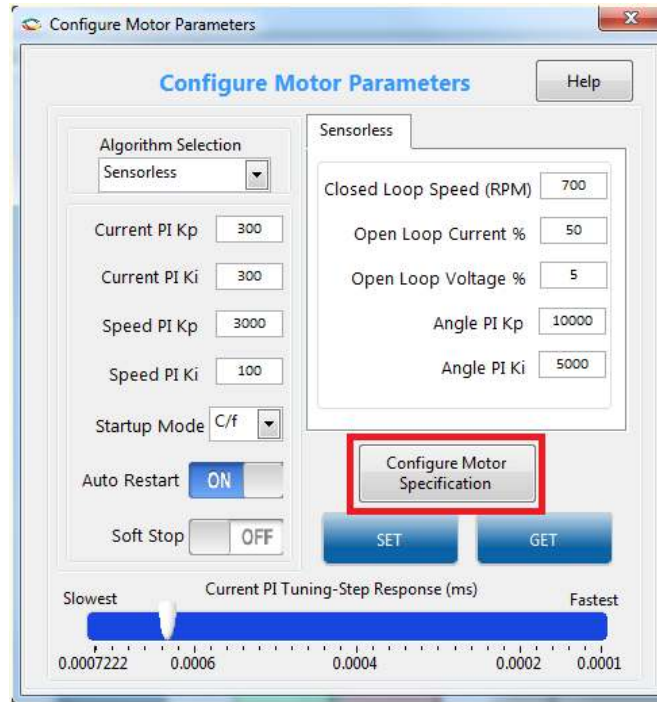 Configure Motor Parameters
Configure Motor Parameters
Help
Algorithm Selection
Sensorless
Current PI Kp 300
Current PI Ki 300
Speed PI Kp 3000
Speed PI Ki 100
Startup Mode C/f
Auto Restart ON
Soft Stop OFF
Sensorless
Closed Loop Speed (RPM) 700
Open Loop Current % 50
Open Loop Voltage % 5
Angle PI Kp 10000
Angle PI Ki 5000
Configure Motor
Specification
SET GET
Current PI Tuning-Step Response (ms)
Slowest Fastest
0.0007222 0.0006 0.0004 0.0002 0.0001